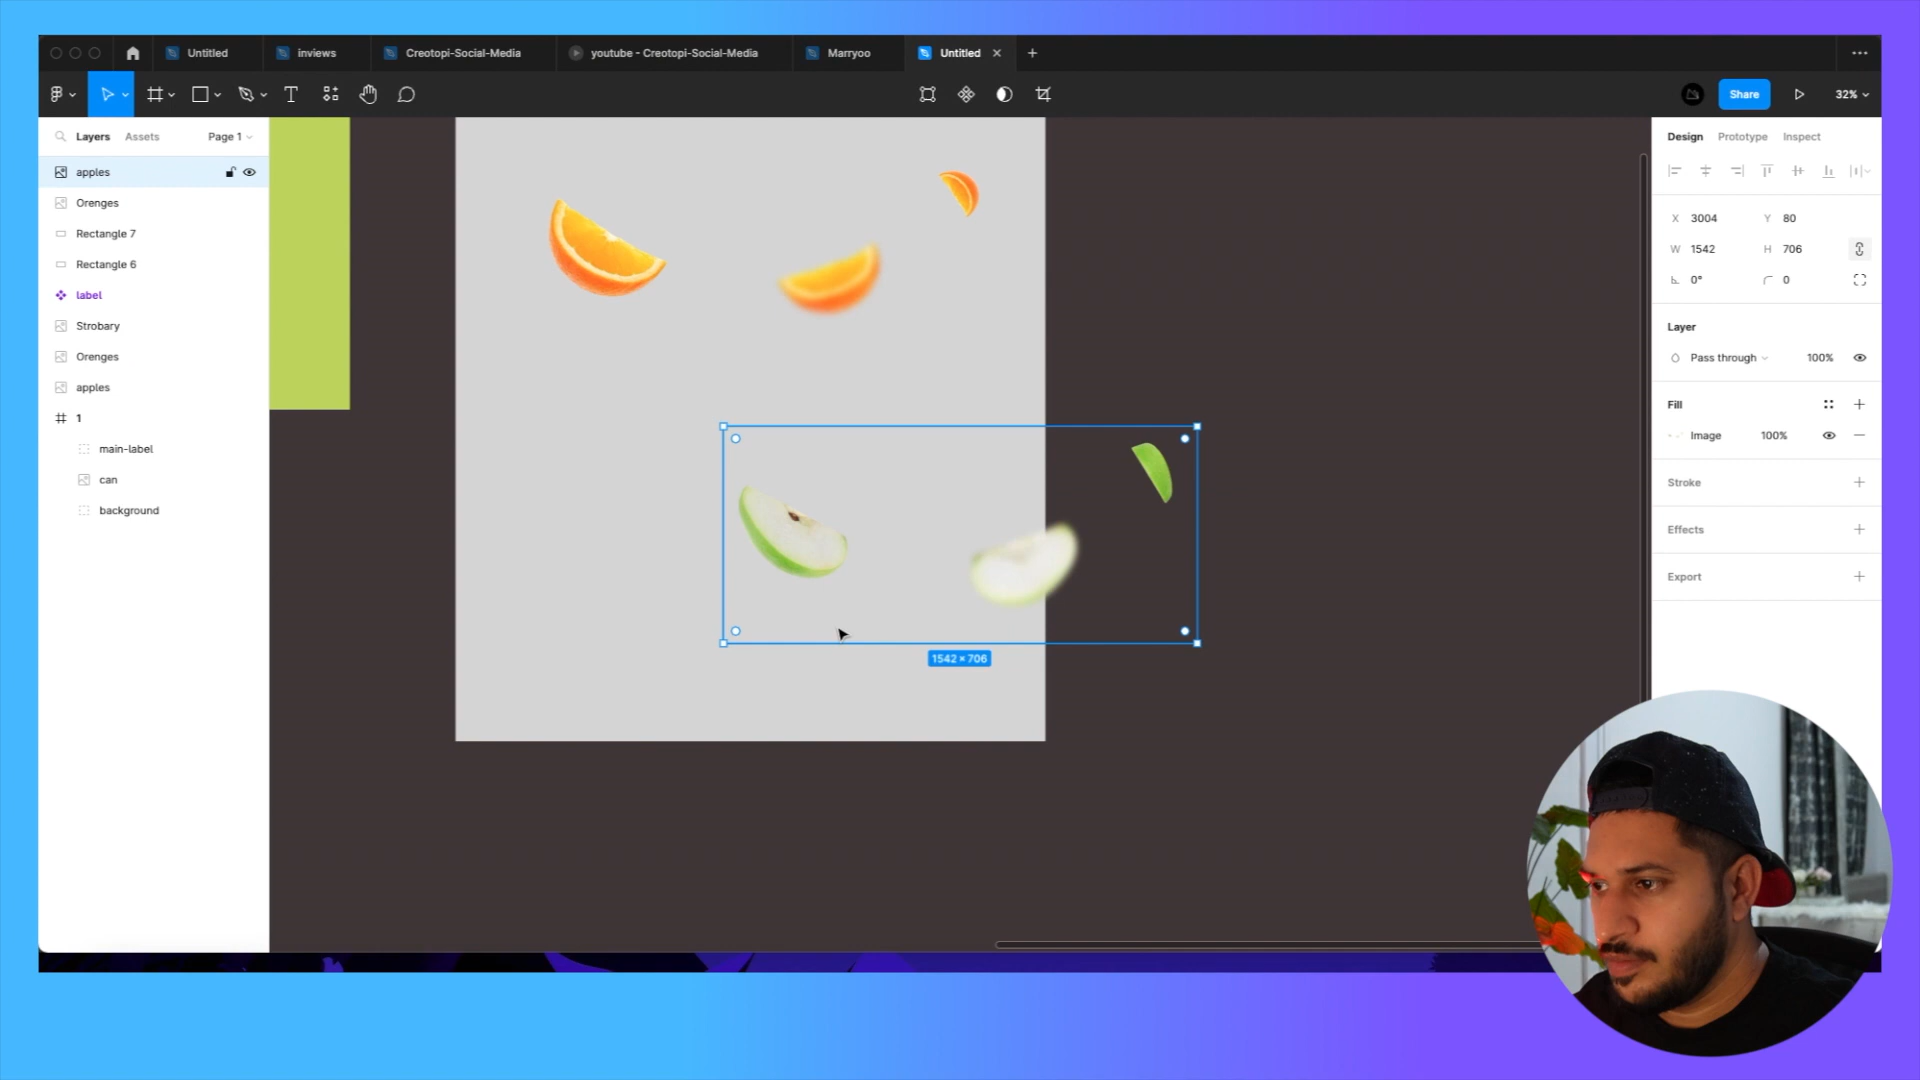 Untitled
inviews
Creotopi-Social-Media
youtube - Creotopi-Social-Media
Marryoo
Untitled
Share
32%
Layers
Assets
Page 1
Design
Prototype
Inspect
apples
Orenges
Rectangle 7
Rectangle 6
label
Strobary
Orenges
apples
1
main-label
can
background
X 3004
Y 80
W 1542
H 706
0°
0
Layer
Pass through
100%
Fill
Image
100%
Stroke
Effects
Export
1542 × 706